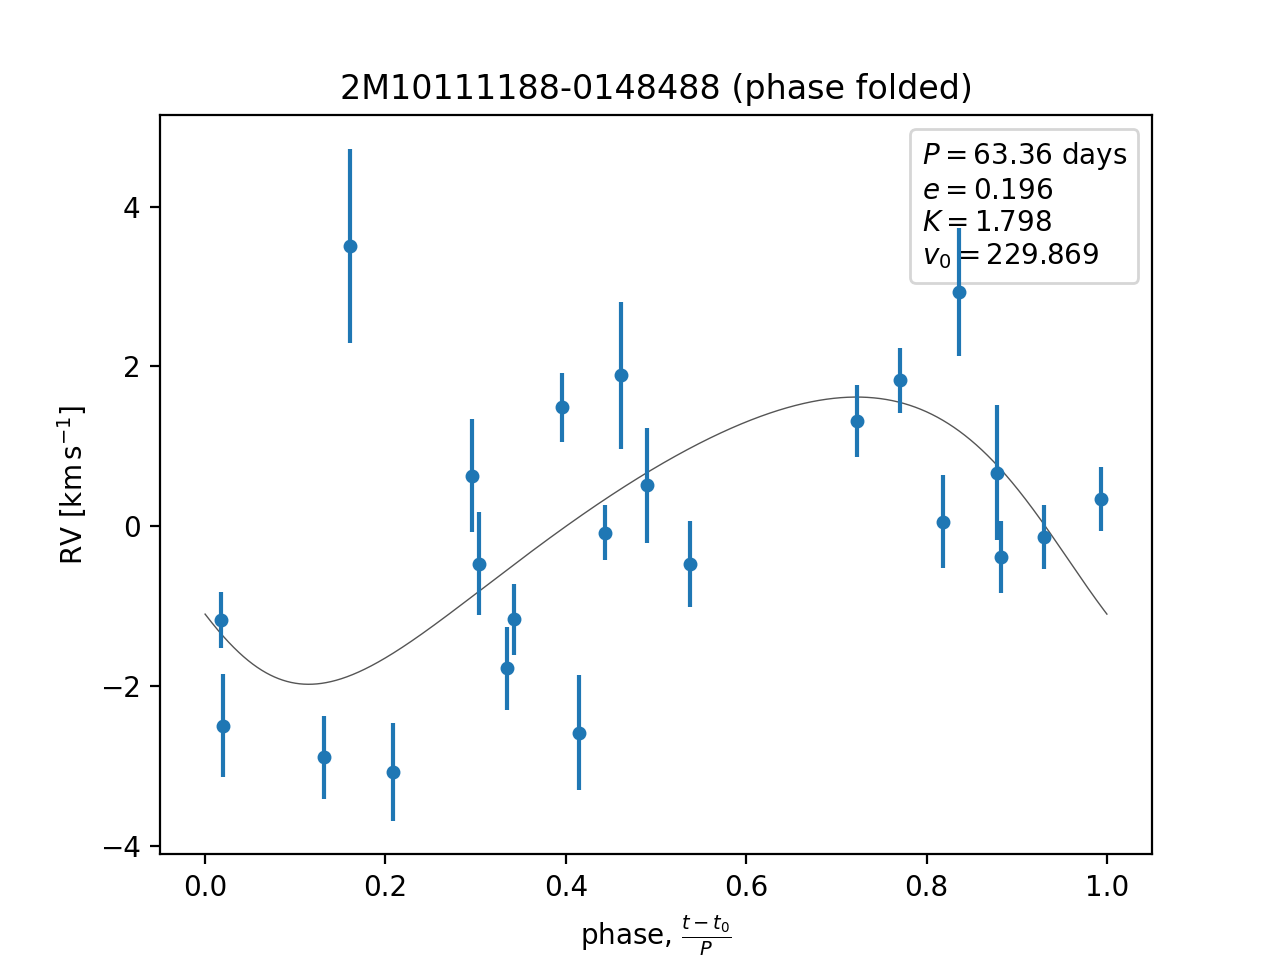 2M10111188-0148488 (phase folded)
P = 63.36 days
e = 0.196
K = 1.798
v₀ = 229.869
4
2
0
−2
−4
RV [km s⁻¹]
0.0 0.2 0.4 0.6 0.8 1.0
phase, (t − t₀)/P